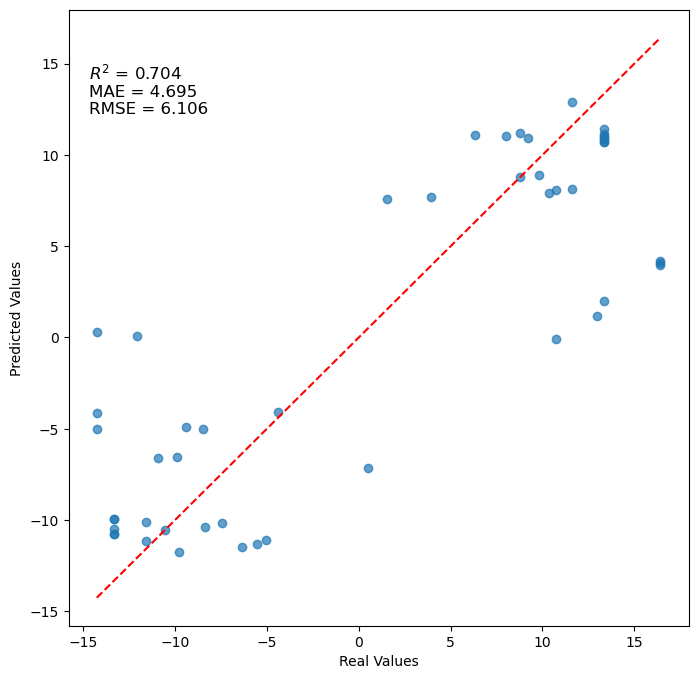 R² = 0.704
MAE = 4.695
RMSE = 6.106
15
10
5
0
−5
−10
−15
Predicted Values
−15 −10 −5 0 5 10 15
Real Values